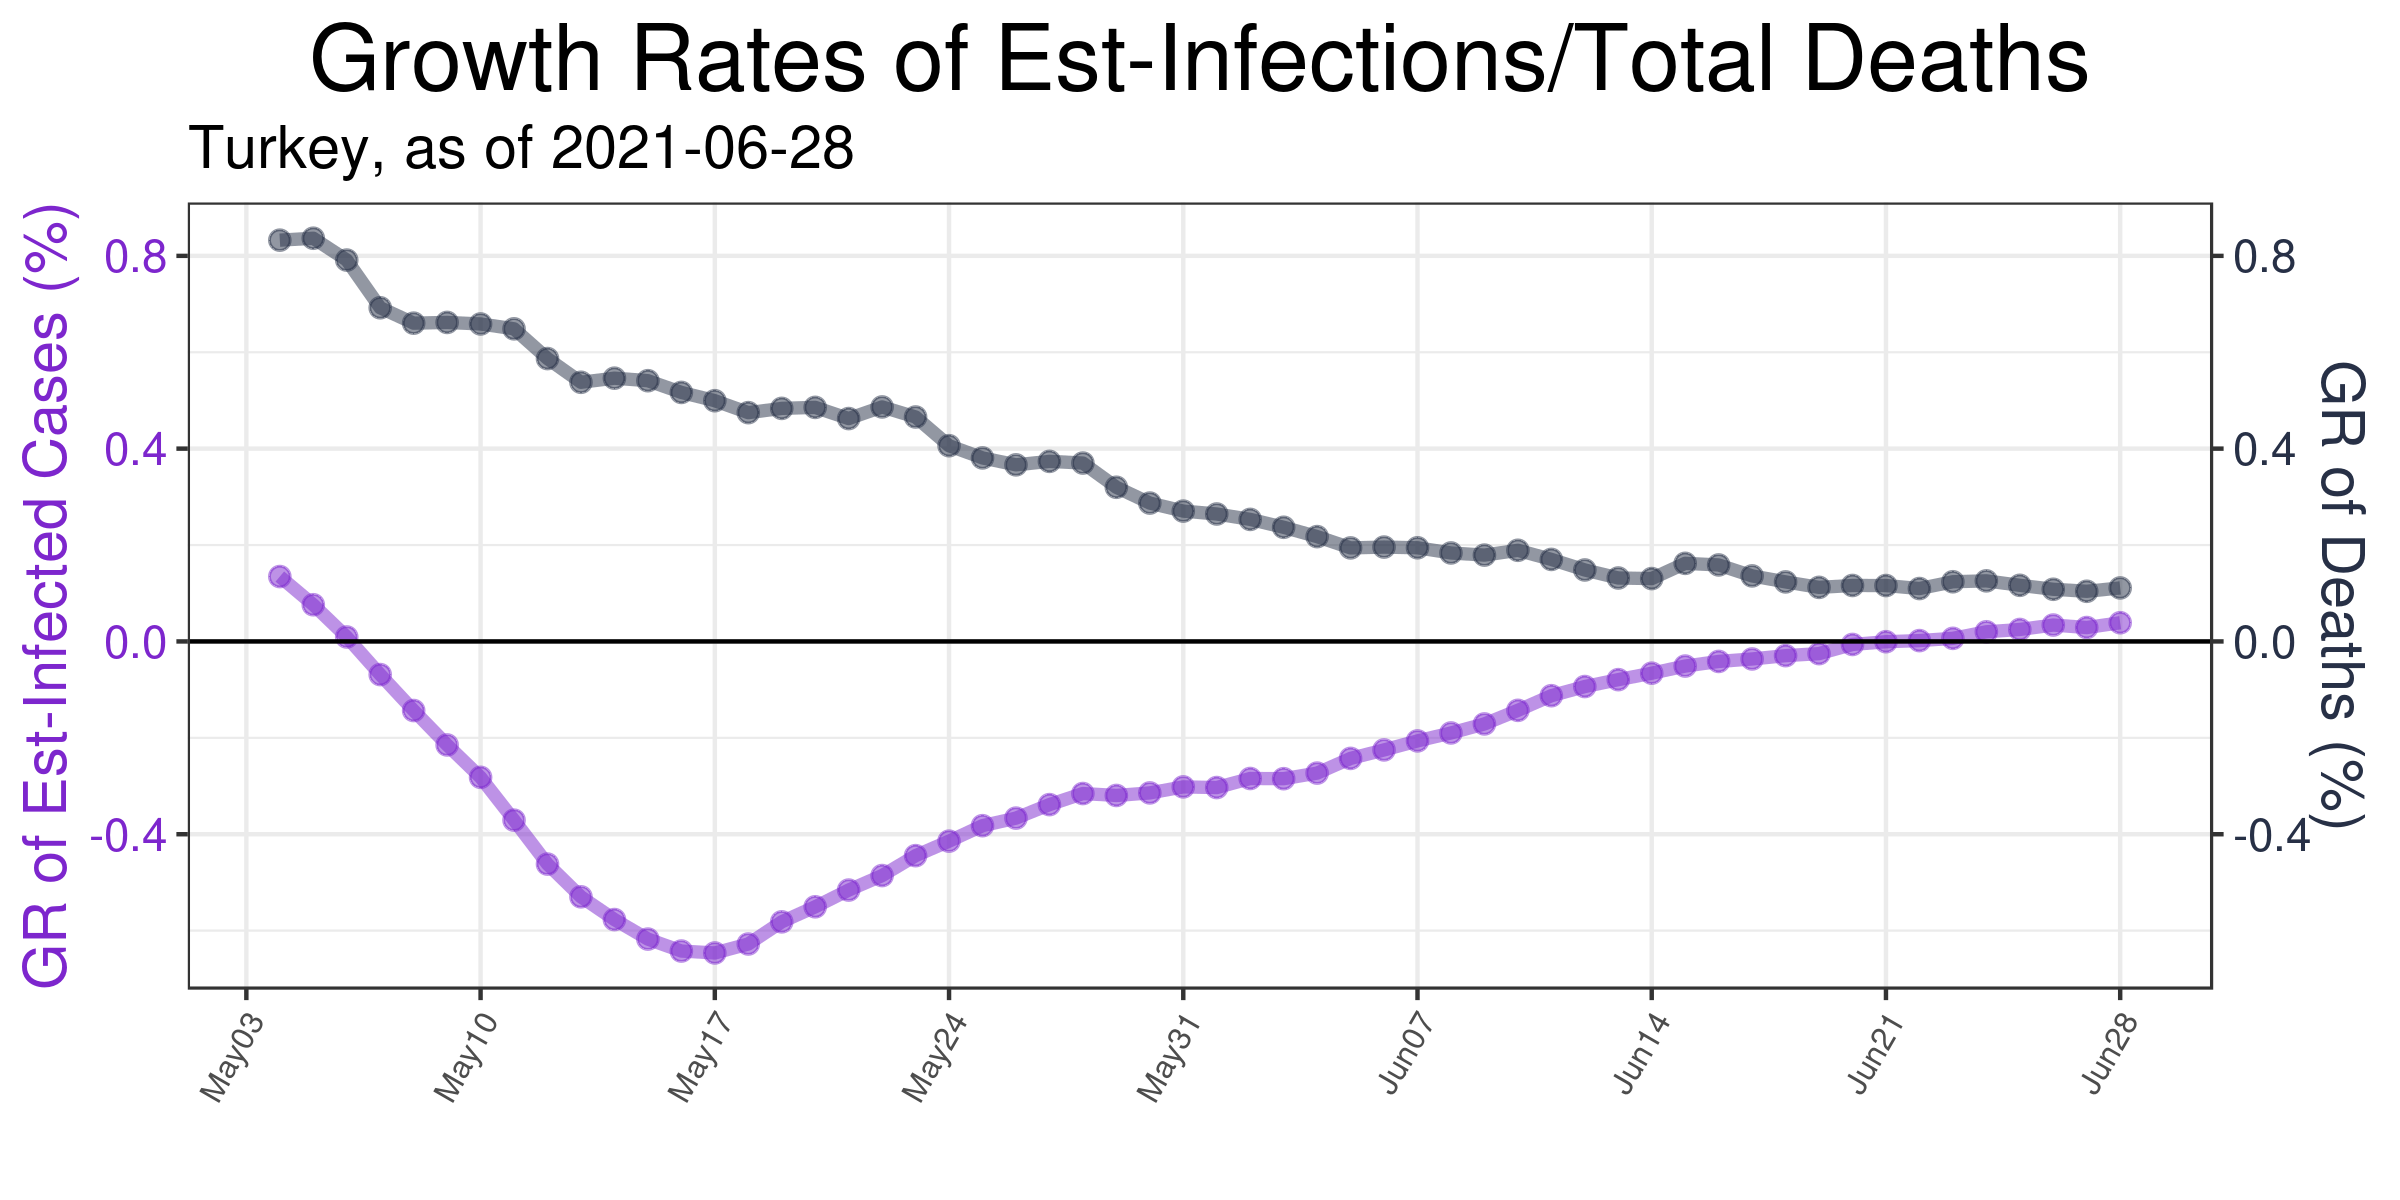 Growth Rates of Est-Infections/Total Deaths
Turkey, as of 2021-06-28
GR of Est-Infected Cases (%)
0.8
0.4
0.0
-0.4
0.8
0.4
0.0
-0.4
GR of Deaths (%)
May03
May10
May17
May24
May31
Jun07
Jun14
Jun21
Jun28